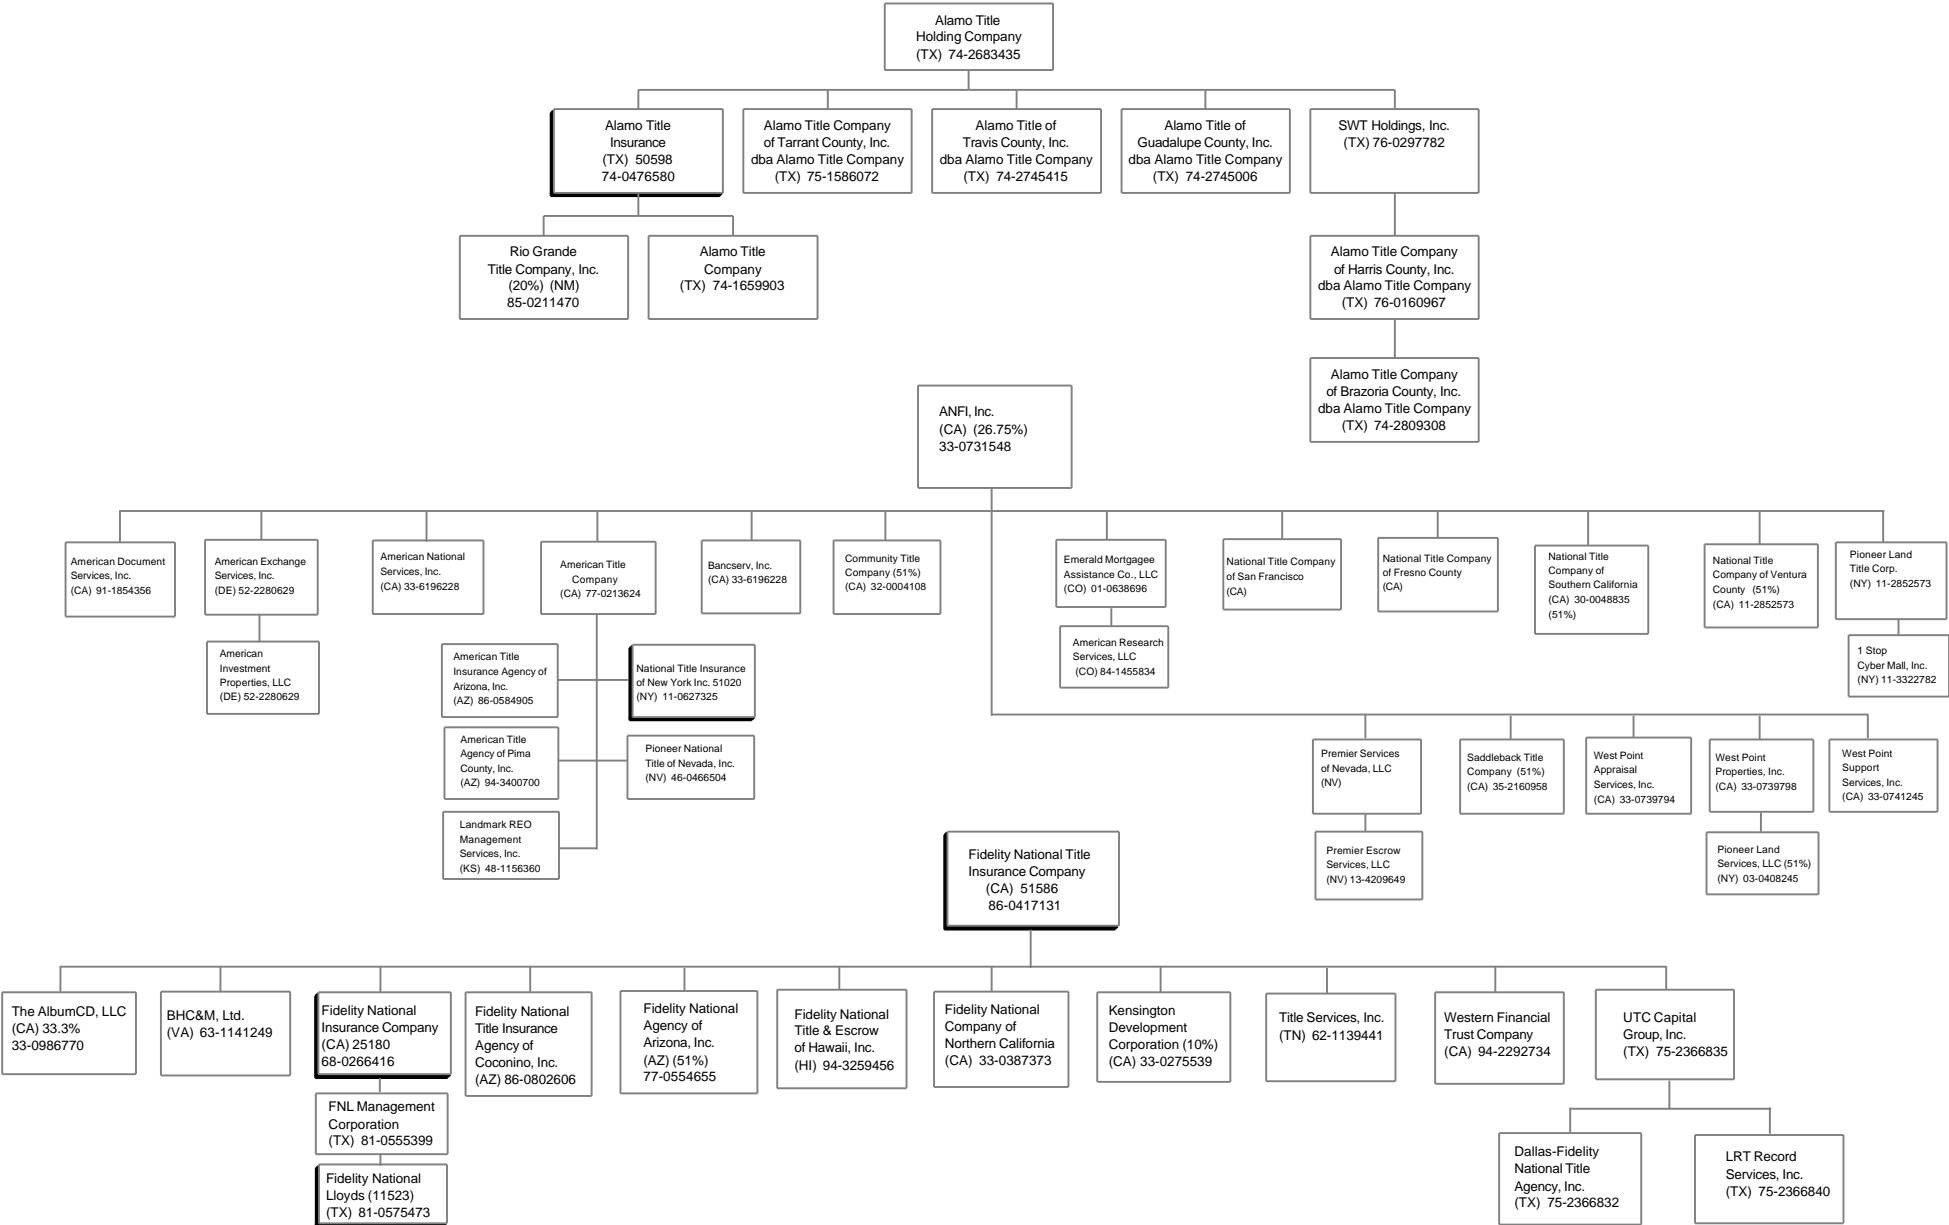 Alamo Title
Holding Company
(TX) 74-2683435
Alamo Title
Insurance
(TX) 50598
74-0476580
Alamo Title Company
of Tarrant County, Inc.
dba Alamo Title Company
(TX) 75-1586072
Alamo Title of
Travis County, Inc.
dba Alamo Title Company
(TX) 74-2745415
Alamo Title of
Guadalupe County, Inc.
dba Alamo Title Company
(TX) 74-2745006
SWT Holdings, Inc.
(TX) 76-0297782
Rio Grande
Title Company, Inc.
(20%) (NM)
85-0211470
Alamo Title
Company
(TX) 74-1659903
Alamo Title Company
of Harris County, Inc.
dba Alamo Title Company
(TX) 76-0160967
Alamo Title Company
of Brazoria County, Inc.
dba Alamo Title Company
(TX) 74-2809308
ANFI, Inc.
(CA) (26.75%)
33-0731548
American Document
Services, Inc.
(CA) 91-1854356
American Exchange
Services, Inc.
(DE) 52-2280629
American National
Services, Inc.
(CA) 33-6196228
American Title
Company
(CA) 77-0213624
Bancserv, Inc.
(CA) 33-6196228
Community Title
Company (51%)
(CA) 32-0004108
Emerald Mortgagee
Assistance Co., LLC
(CO) 01-0638696
National Title Company
of San Francisco
(CA)
National Title Company
of Fresno County
(CA)
National Title
Company of
Southern California
(CA) 30-0048835
(51%)
National Title
Company of Ventura
County (51%)
(CA) 11-2852573
Pioneer Land
Title Corp.
(NY) 11-2852573
American
Investment
Properties, LLC
(DE) 52-2280629
American Title
Insurance Agency of
Arizona, Inc.
(AZ) 86-0584905
National Title Insurance
of New York Inc. 51020
(NY) 11-0627325
American Research
Services, LLC
(CO) 84-1455834
1 Stop
Cyber Mall, Inc.
(NY) 11-3322782
American Title
Agency of Pima
County, Inc.
(AZ) 94-3400700
Pioneer National
Title of Nevada, Inc.
(NV) 46-0466504
Landmark REO
Management
Services, Inc.
(KS) 48-1156360
Premier Services
of Nevada, LLC
(NV)
Saddleback Title
Company (51%)
(CA) 35-2160958
West Point
Appraisal
Services, Inc.
(CA) 33-0739794
West Point
Properties, Inc.
(CA) 33-0739798
West Point
Support
Services, Inc.
(CA) 33-0741245
Premier Escrow
Services, LLC
(NV) 13-4209649
Pioneer Land
Services, LLC (51%)
(NY) 03-0408245
Fidelity National Title
Insurance Company
(CA) 51586
86-0417131
The AlbumCD, LLC
(CA) 33.3%
33-0986770
BHC&M, Ltd.
(VA) 63-1141249
Fidelity National
Insurance Company
(CA) 25180
68-0266416
Fidelity National
Title Insurance
Agency of
Coconino, Inc.
(AZ) 86-0802606
Fidelity National
Agency of
Arizona, Inc.
(AZ) (51%)
77-0554655
Fidelity National
Title & Escrow
of Hawaii, Inc.
(HI) 94-3259456
Fidelity National
Company of
Northern California
(CA) 33-0387373
Kensington
Development
Corporation (10%)
(CA) 33-0275539
Title Services, Inc.
(TN) 62-1139441
Western Financial
Trust Company
(CA) 94-2292734
UTC Capital
Group, Inc.
(TX) 75-2366835
FNL Management
Corporation
(TX) 81-0555399
Fidelity National
Lloyds (11523)
(TX) 81-0575473
Dallas-Fidelity
National Title
Agency, Inc.
(TX) 75-2366832
LRT Record
Services, Inc.
(TX) 75-2366840